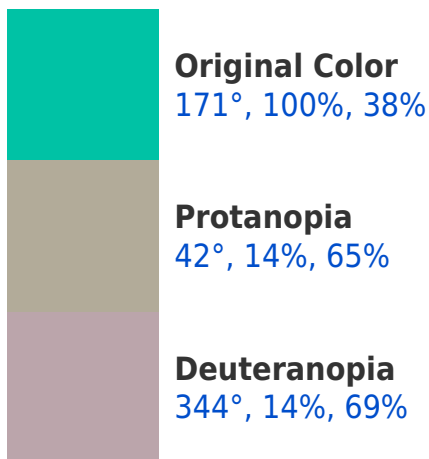 Original Color
171°, 100%, 38%
Protanopia
42°, 14%, 65%
Deuteranopia
344°, 14%, 69%